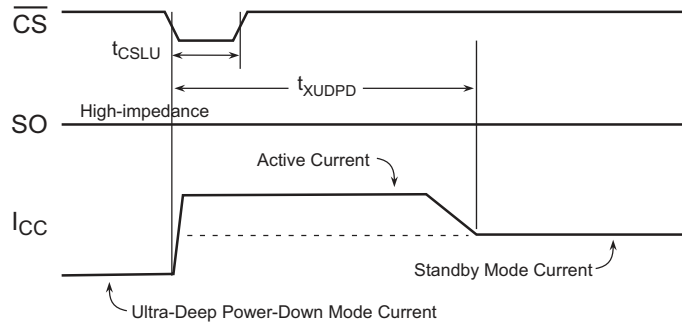 CS
tCSLU
tXUDPD
High-impedance
SO
Active Current
ICC
Standby Mode Current
Ultra-Deep Power-Down Mode Current